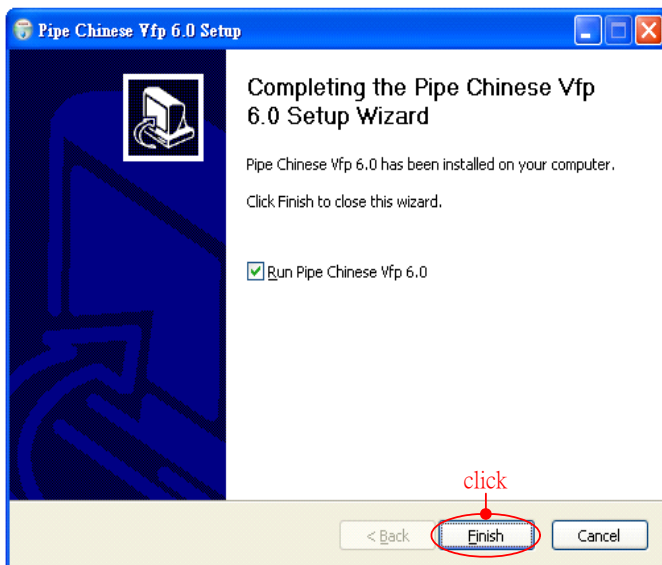 Pipe Chinese Vfp 6.0 Setup
Completing the Pipe Chinese Vfp
6.0 Setup Wizard
Pipe Chinese Vfp 6.0 has been installed on your computer.
Click Finish to close this wizard.
Run Pipe Chinese Vfp 6.0
click
< Back
Finish
Cancel